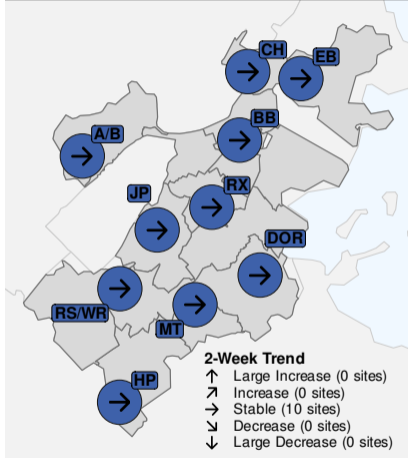 CH
EB
BB
A/B
RX
JP
DOR
RS/WR
MT
HP
2-Week Trend
↑ Large Increase (0 sites)
↗ Increase (0 sites)
→ Stable (10 sites)
↘ Decrease (0 sites)
↓ Large Decrease (0 sites)